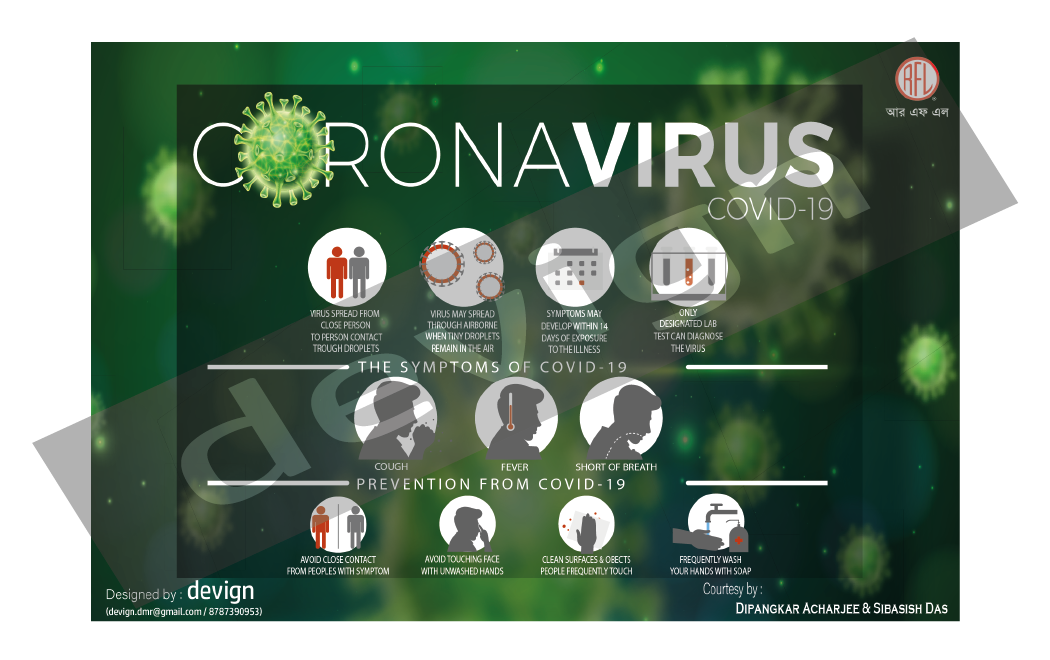 RFL
আর এফ এল
CORONAVIRUS
COVID-19
VIRUS SPREAD FROM
CLOSE PERSON
TO PERSON CONTACT
TROUGH DROPLETS
VIRUS MAY SPREAD
THROUGH AIRBORNE
WHEN TINY DROPLETS
REMAIN IN THE AIR
SYMPTOMS MAY
DEVELOP WITHIN 14
DAYS OF EXPOSURE
TO THE ILLNESS
ONLY
DESIGNATED LAB
TEST CAN DIAGNOSE
THE VIRUS
THE SYMPTOMS OF COVID-19
COUGH
FEVER
SHORT OF BREATH
PREVENTION FROM COVID-19
AVOID CLOSE CONTACT
FROM PEOPLES WITH SYMPTOM
AVOID TOUCHING FACE
WITH UNWASHED HANDS
CLEAN SURFACES & OBECTS
PEOPLE FREQUENTLY TOUCH
FREQUENTLY WASH
YOUR HANDS WITH SOAP
Designed by : devign
(devign.dmr@gmail.com / 8787390953)
Courtesy by :
DIPANGKAR ACHARJEE & SIBASISH DAS
devign